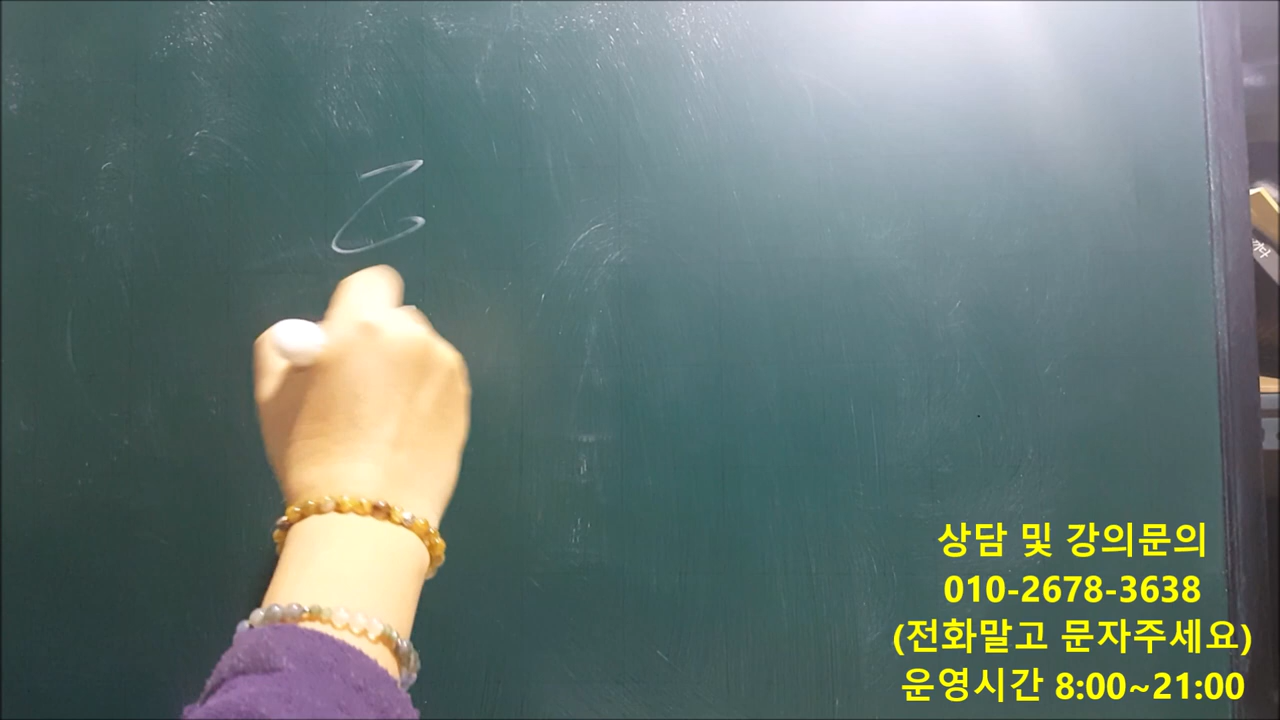 상담 및 강의문의
010-2678-3638
(전화말고 문자주세요)
운영시간 8:00~21:00